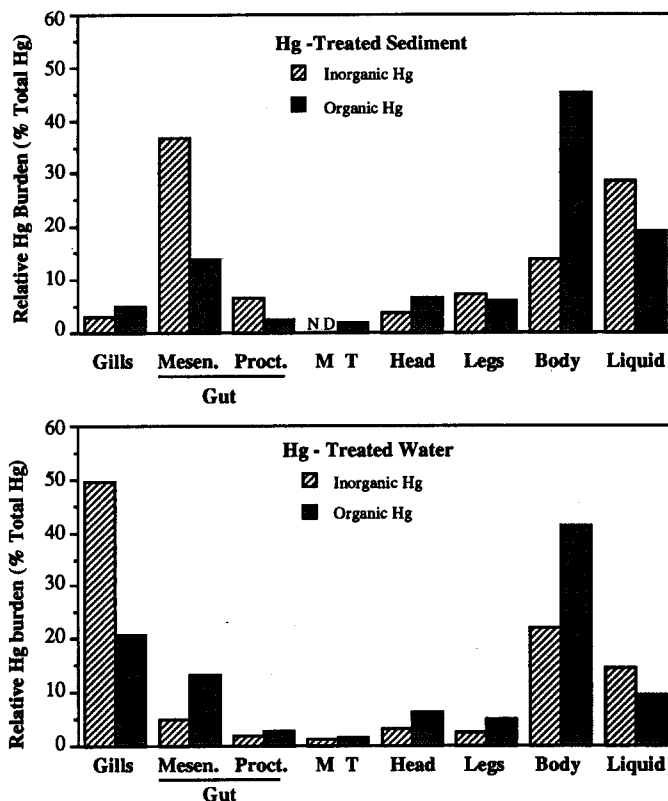 60
50
40
30
20
10
0
Relative Hg Burden (% Total Hg)
Hg -Treated Sediment
Inorganic Hg
Organic Hg
N D
Gills Mesen. Proct. M T Head Legs Body Liquid
Gut
60
50
40
30
20
10
0
Relative Hg burden (% Total Hg)
Hg - Treated Water
Inorganic Hg
Organic Hg
Gills Mesen. Proct. M T Head Legs Body Liquid
Gut